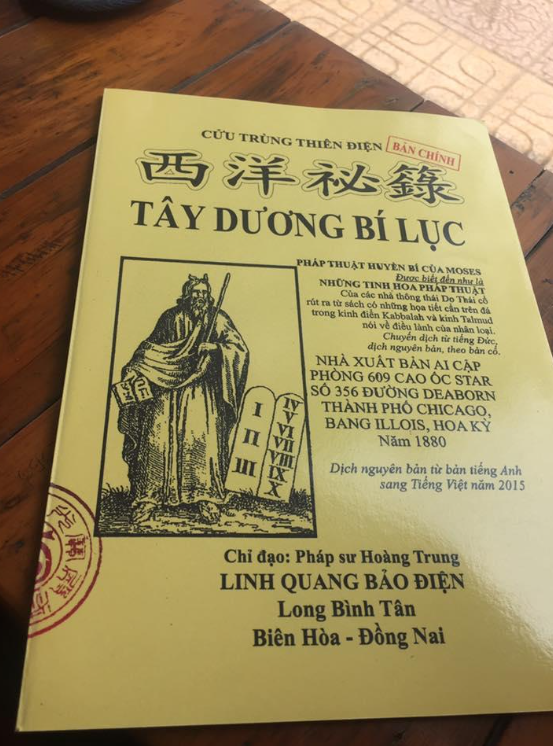 CỨU TRÙNG THIÊN ĐIỆN
BẢN CHÍNH
西洋祕錄
TÂY DƯƠNG BÍ LỤC
PHÁP THUẬT HUYỀN BÍ CỦA MOSES
Được biết đến như là
NHỮNG TINH HOA PHÁP THUẬT
Của các nhà thông thái Do Thái cổ
rút ra từ sách có những họa tiết cẩn trên đá
trong kinh điển Kabbalah và kinh Talmud
nói về điều lành của nhân loại.
Chuyển dịch từ tiếng Đức,
dịch nguyên bản, theo bản cổ.
NHÀ XUẤT BẢN AI CẬP
PHÒNG 609 CAO ỐC STAR
SỐ 356 ĐƯỜNG DEABORN
THÀNH PHỐ CHICAGO,
BANG ILLOIS, HOA KỲ
Năm 1880
Dịch nguyên bản từ bản tiếng Anh
sang Tiếng Việt năm 2015
I
II
III
IV
V
VI
VII
VIII
IX
X
Chỉ đạo: Pháp sư Hoàng Trung
LINH QUANG BẢO ĐIỆN
Long Bình Tân
Biên Hòa - Đồng Nai